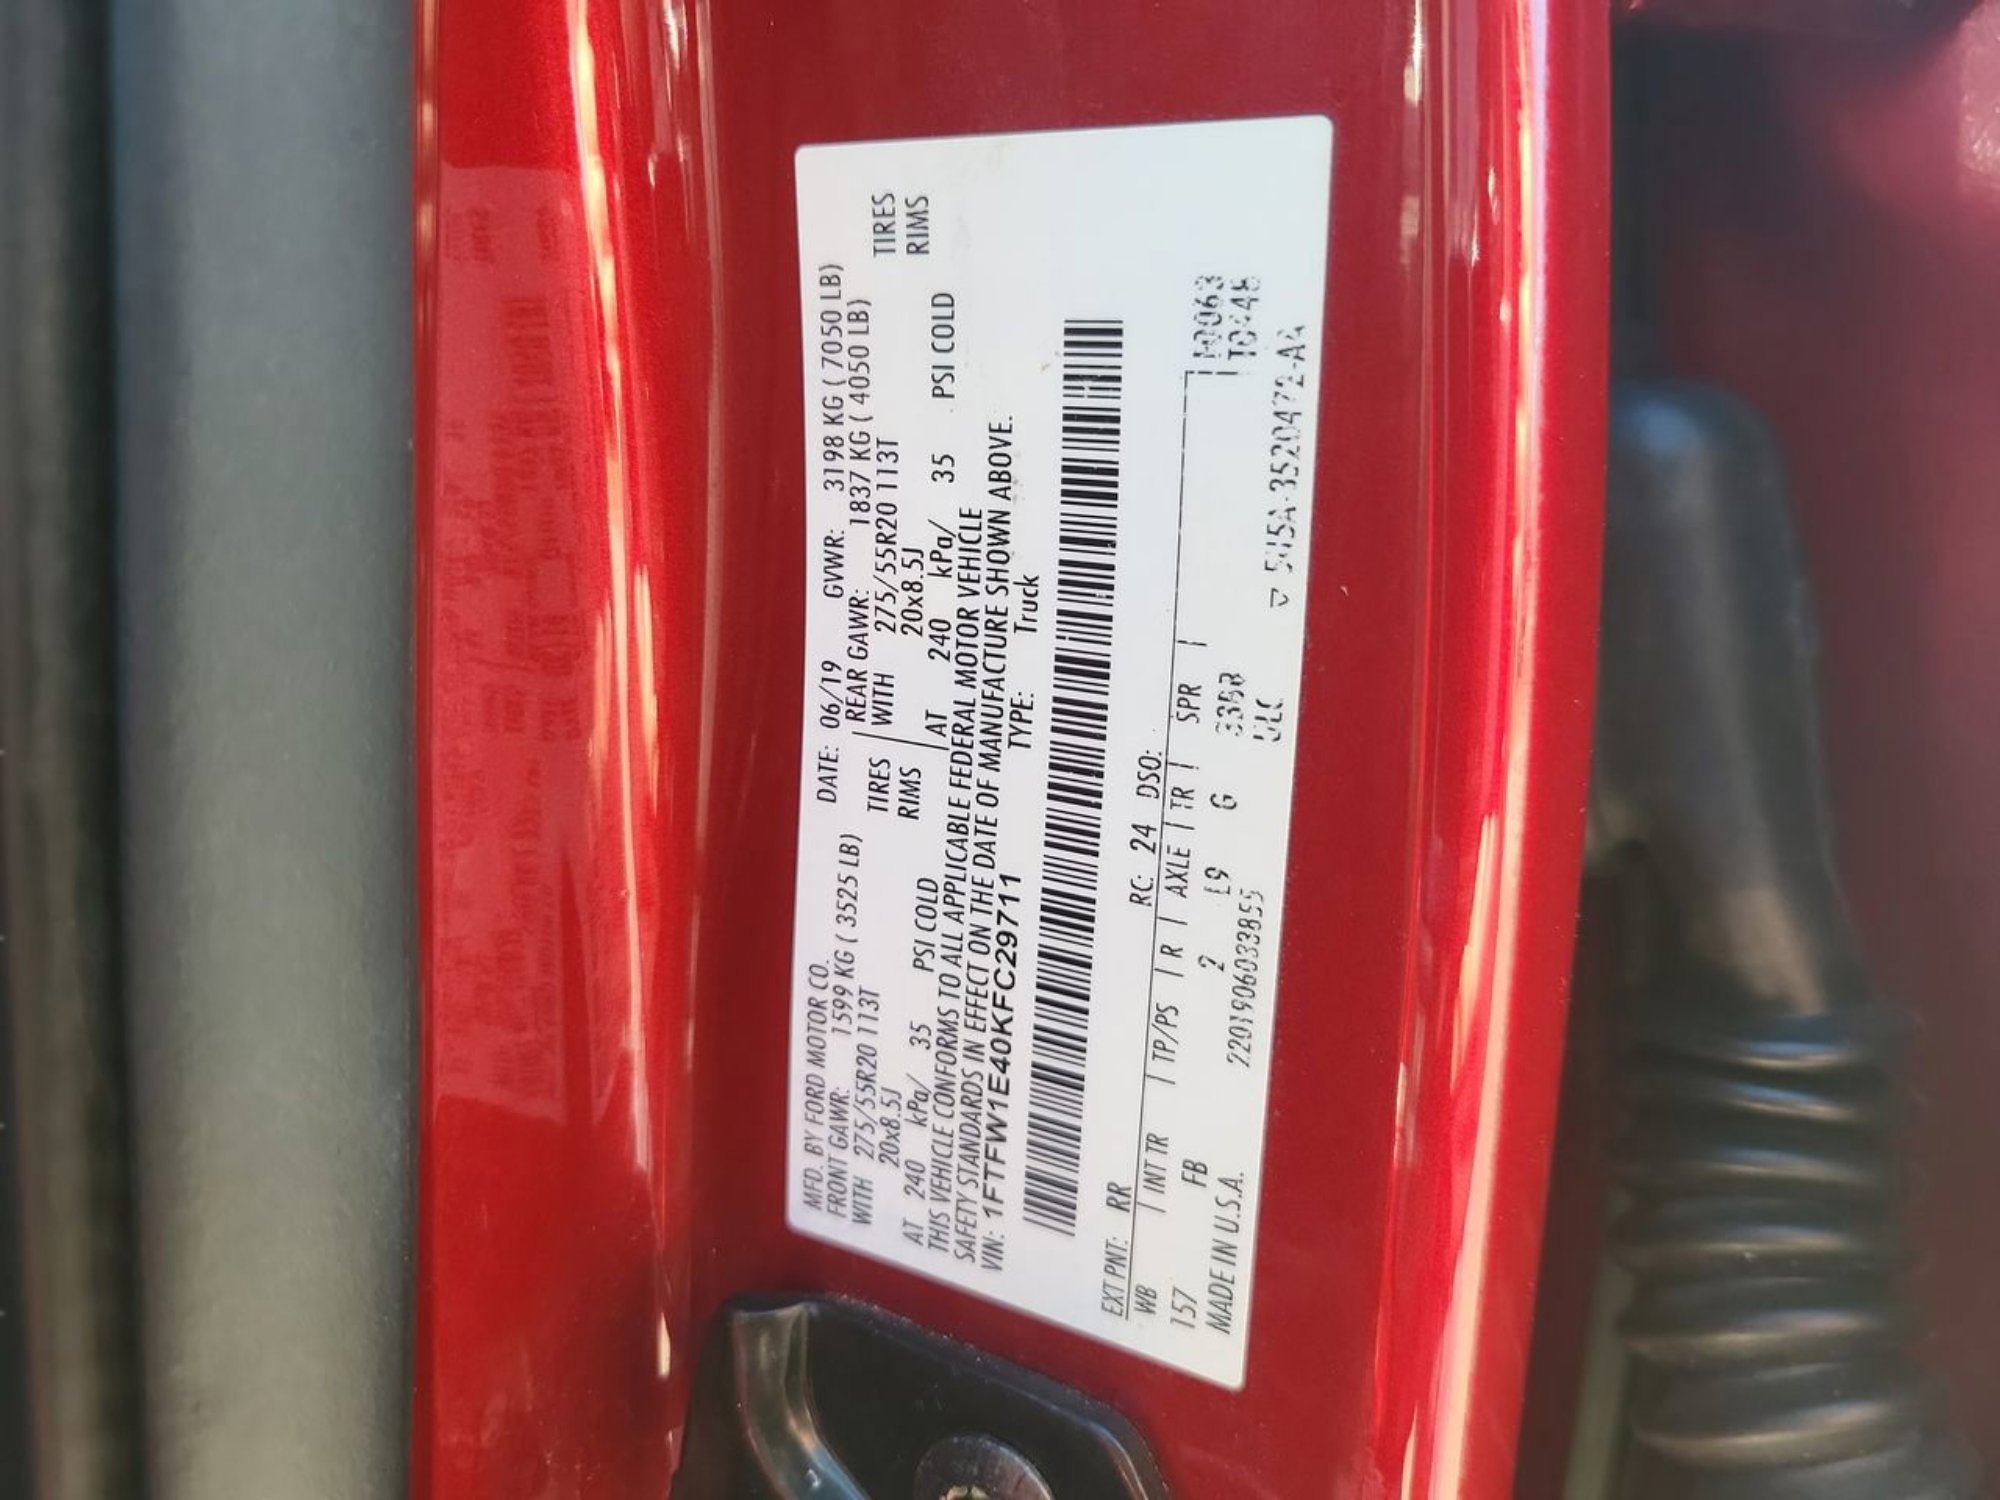 MFD. BY FORD MOTOR CO. DATE: 06/19 GVWR: 3198 KG ( 7050 LB)
FRONT GAWR: 1599 KG ( 3525 LB) REAR GAWR: 1837 KG ( 4050 LB)
WITH 275/55R20 113T TIRES WITH 275/55R20 113T TIRES
20x8.5J RIMS 20x8.5J RIMS
AT 240 kPa/ 35 PSI COLD AT 240 kPa/ 35 PSI COLD
THIS VEHICLE CONFORMS TO ALL APPLICABLE FEDERAL MOTOR VEHICLE
SAFETY STANDARDS IN EFFECT ON THE DATE OF MANUFACTURE SHOWN ABOVE.
VIN: 1FTFW1E40KFC29711 TYPE: Truck
EXT PNT: RR RC: 24 DSO:
WB INT TR TP/PS R AXLE TR SPR
157 FB 2 L9 G
MADE IN U.S.A. 220190603385​5